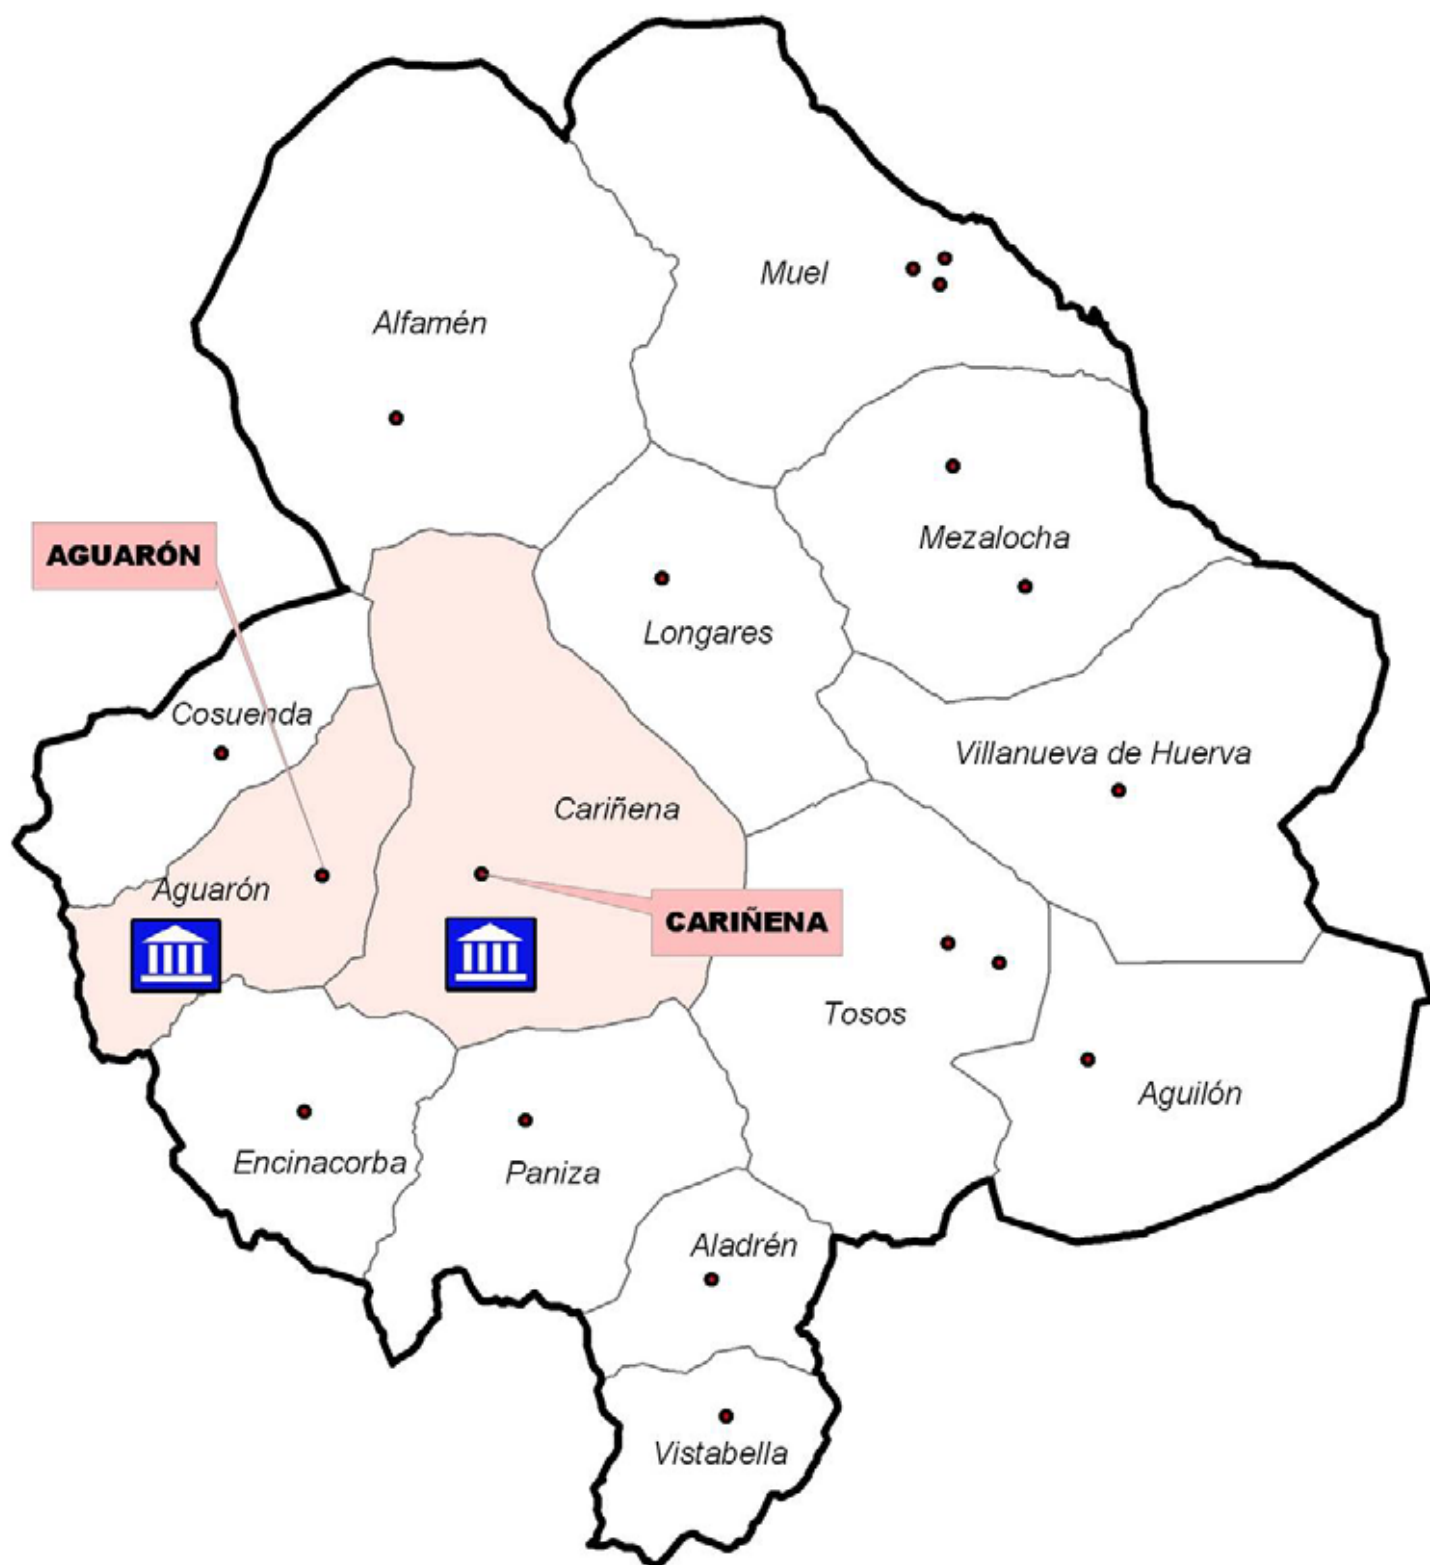 Muel
Alfamén
Mezalocha
AGUARÓN
Longares
Cosuenda
Villanueva de Huerva
Cariñena
Aguarón
CARIÑENA
Tosos
Aguilón
Encinacorba
Paniza
Aladrén
Vistabella